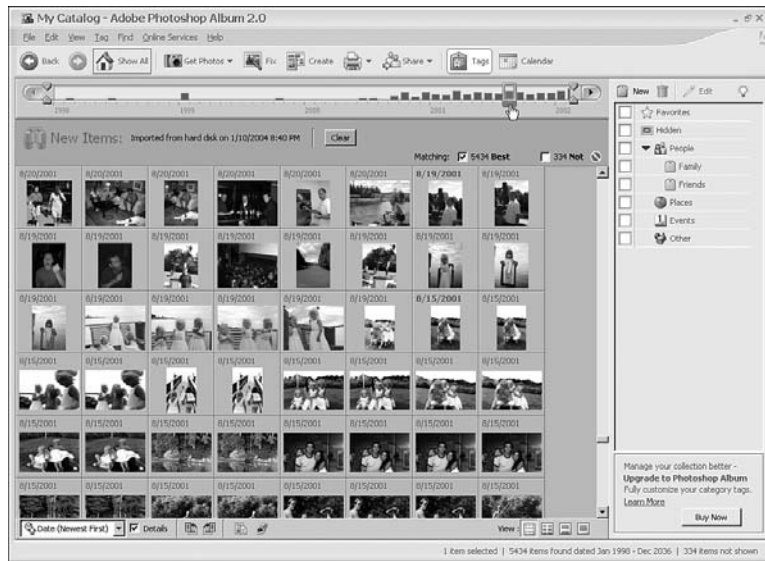 My Catalog - Adobe Photoshop Album 2.0
File Edit View Tag Find Online Services Help
Back Show All Get Photos Fix Create Share Tags Calendar
1998 1999 2000 2001 2002
New Edit
New Items: Imported from hard disk on 1/10/2004 8:40 PM Clear
Matching: 5434 Best 334 Not
Favorites
Hidden
People
Family
Friends
Places
Events
Other
8/20/2001 8/20/2001 8/20/2001 8/20/2001 8/20/2001 8/20/2001 8/19/2001 8/19/2001
8/19/2001 8/19/2001 8/19/2001 8/19/2001 8/19/2001 8/19/2001 8/19/2001 8/19/2001
8/19/2001 8/19/2001 8/19/2001 8/19/2001 8/19/2001 8/19/2001 8/15/2001 8/15/2001
8/15/2001 8/15/2001 8/15/2001 8/15/2001 8/15/2001 8/15/2001 8/15/2001 8/15/2001
8/15/2001 8/15/2001 8/15/2001 8/15/2001 8/15/2001 8/15/2001 8/15/2001 8/15/2001
8/15/2001 8/15/2001 8/15/2001 8/15/2001 8/15/2001 8/15/2001 8/15/2001 8/15/2001
Manage your collection better -
Upgrade to Photoshop Album
Fully customize your category tags.
Learn More
Buy Now
Date (Newest First) Details View:
1 item selected | 5434 items found dated Jan 1998 - Dec 2036 | 334 items not shown